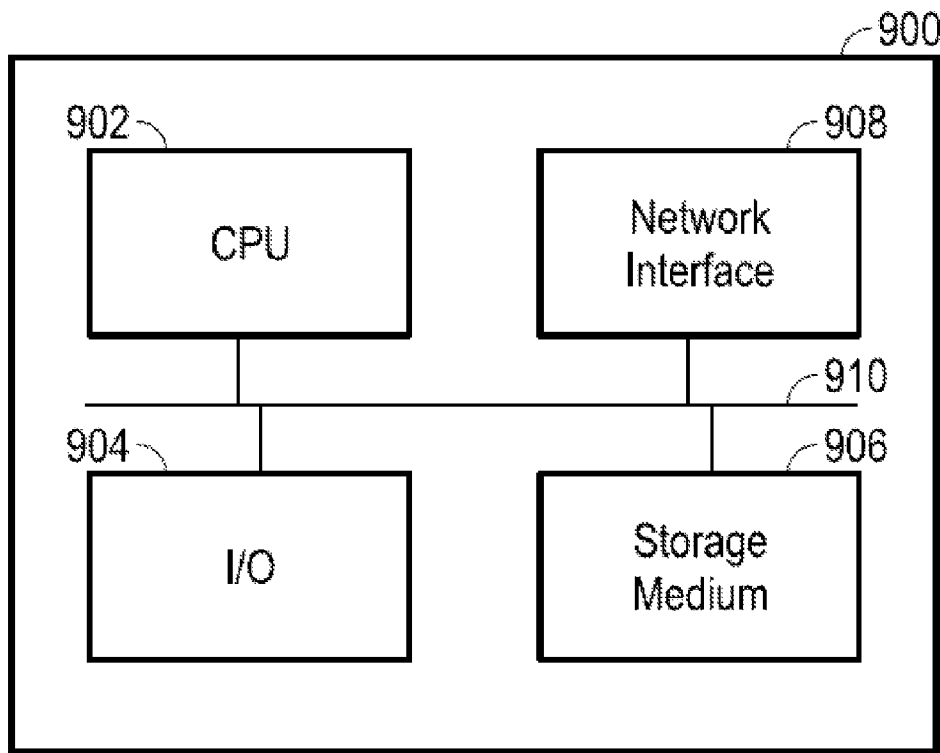 900
902
908
CPU
Network
Interface
910
904
906
I/O
Storage
Medium